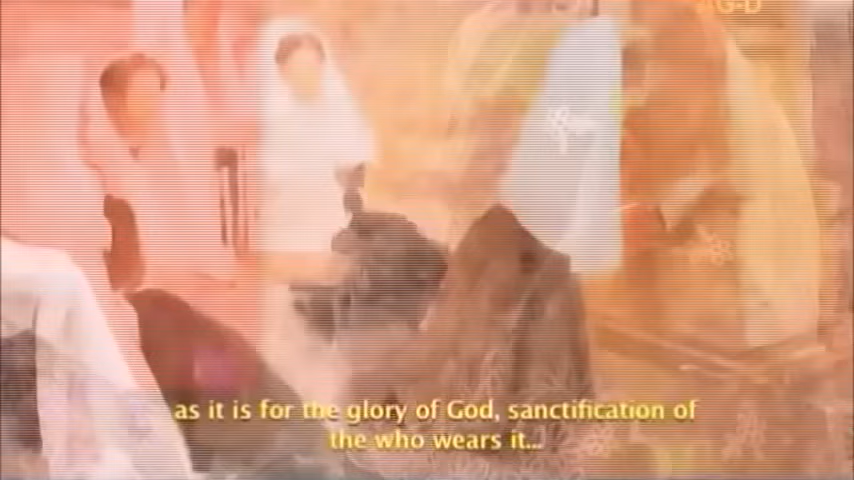 G-D
as it is for the glory of God, sanctification of
the who wears it...